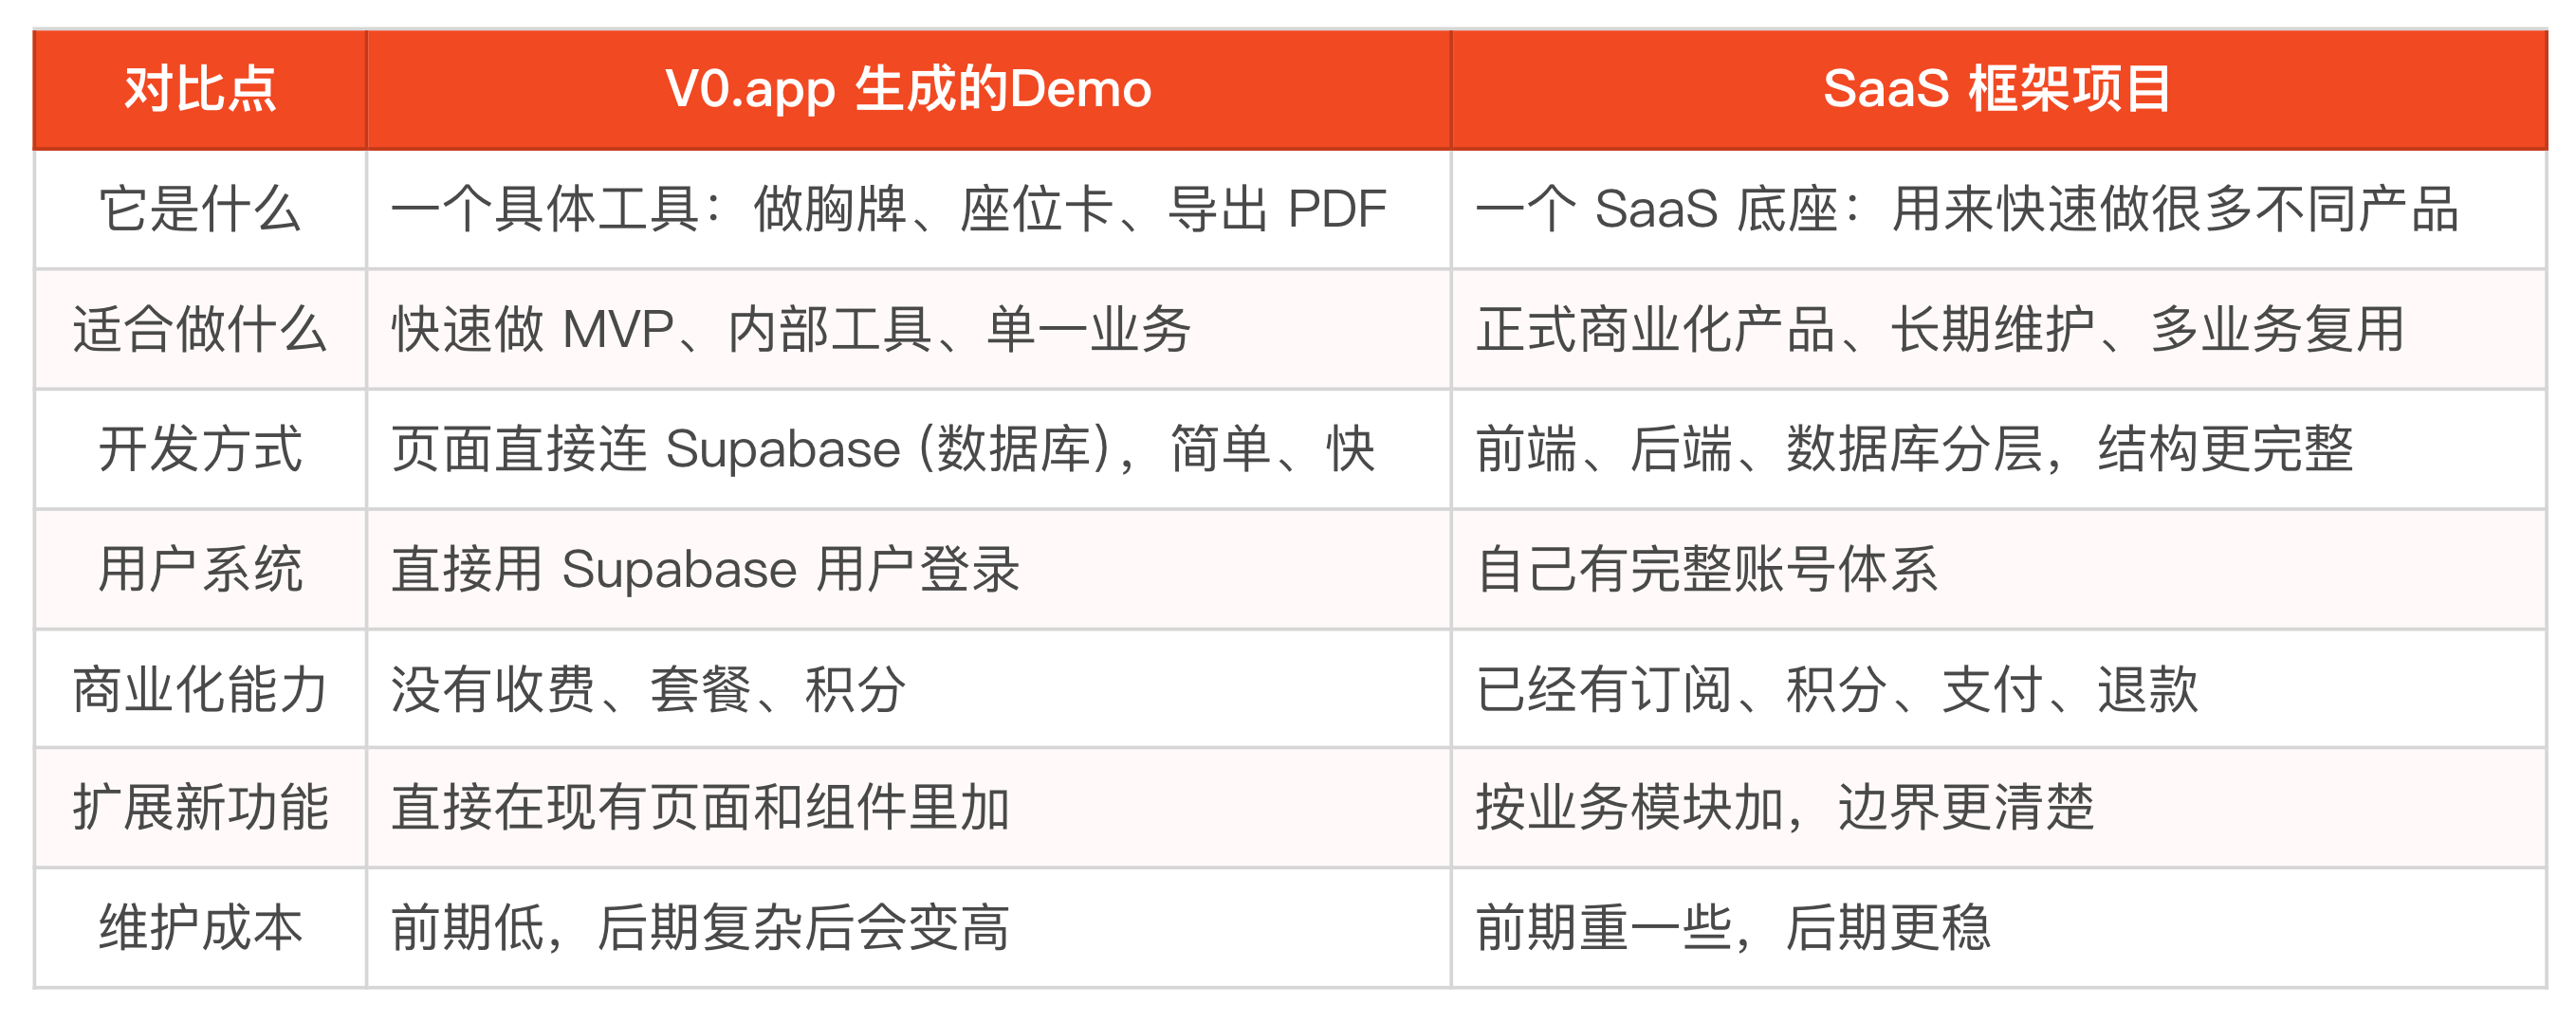 对比点 V0.app 生成的Demo SaaS 框架项目
它是什么 一个具体工具：做胸牌、座位卡、导出 PDF 一个 SaaS 底座：用来快速做很多不同产品
适合做什么 快速做 MVP、内部工具、单一业务 正式商业化产品、长期维护、多业务复用
开发方式 页面直接连 Supabase (数据库)，简单、快 前端、后端、数据库分层，结构更完整
用户系统 直接用 Supabase 用户登录 自己有完整账号体系
商业化能力 没有收费、套餐、积分 已经有订阅、积分、支付、退款
扩展新功能 直接在现有页面和组件里加 按业务模块加，边界更清楚
维护成本 前期低，后期复杂后会变高 前期重一些，后期更稳